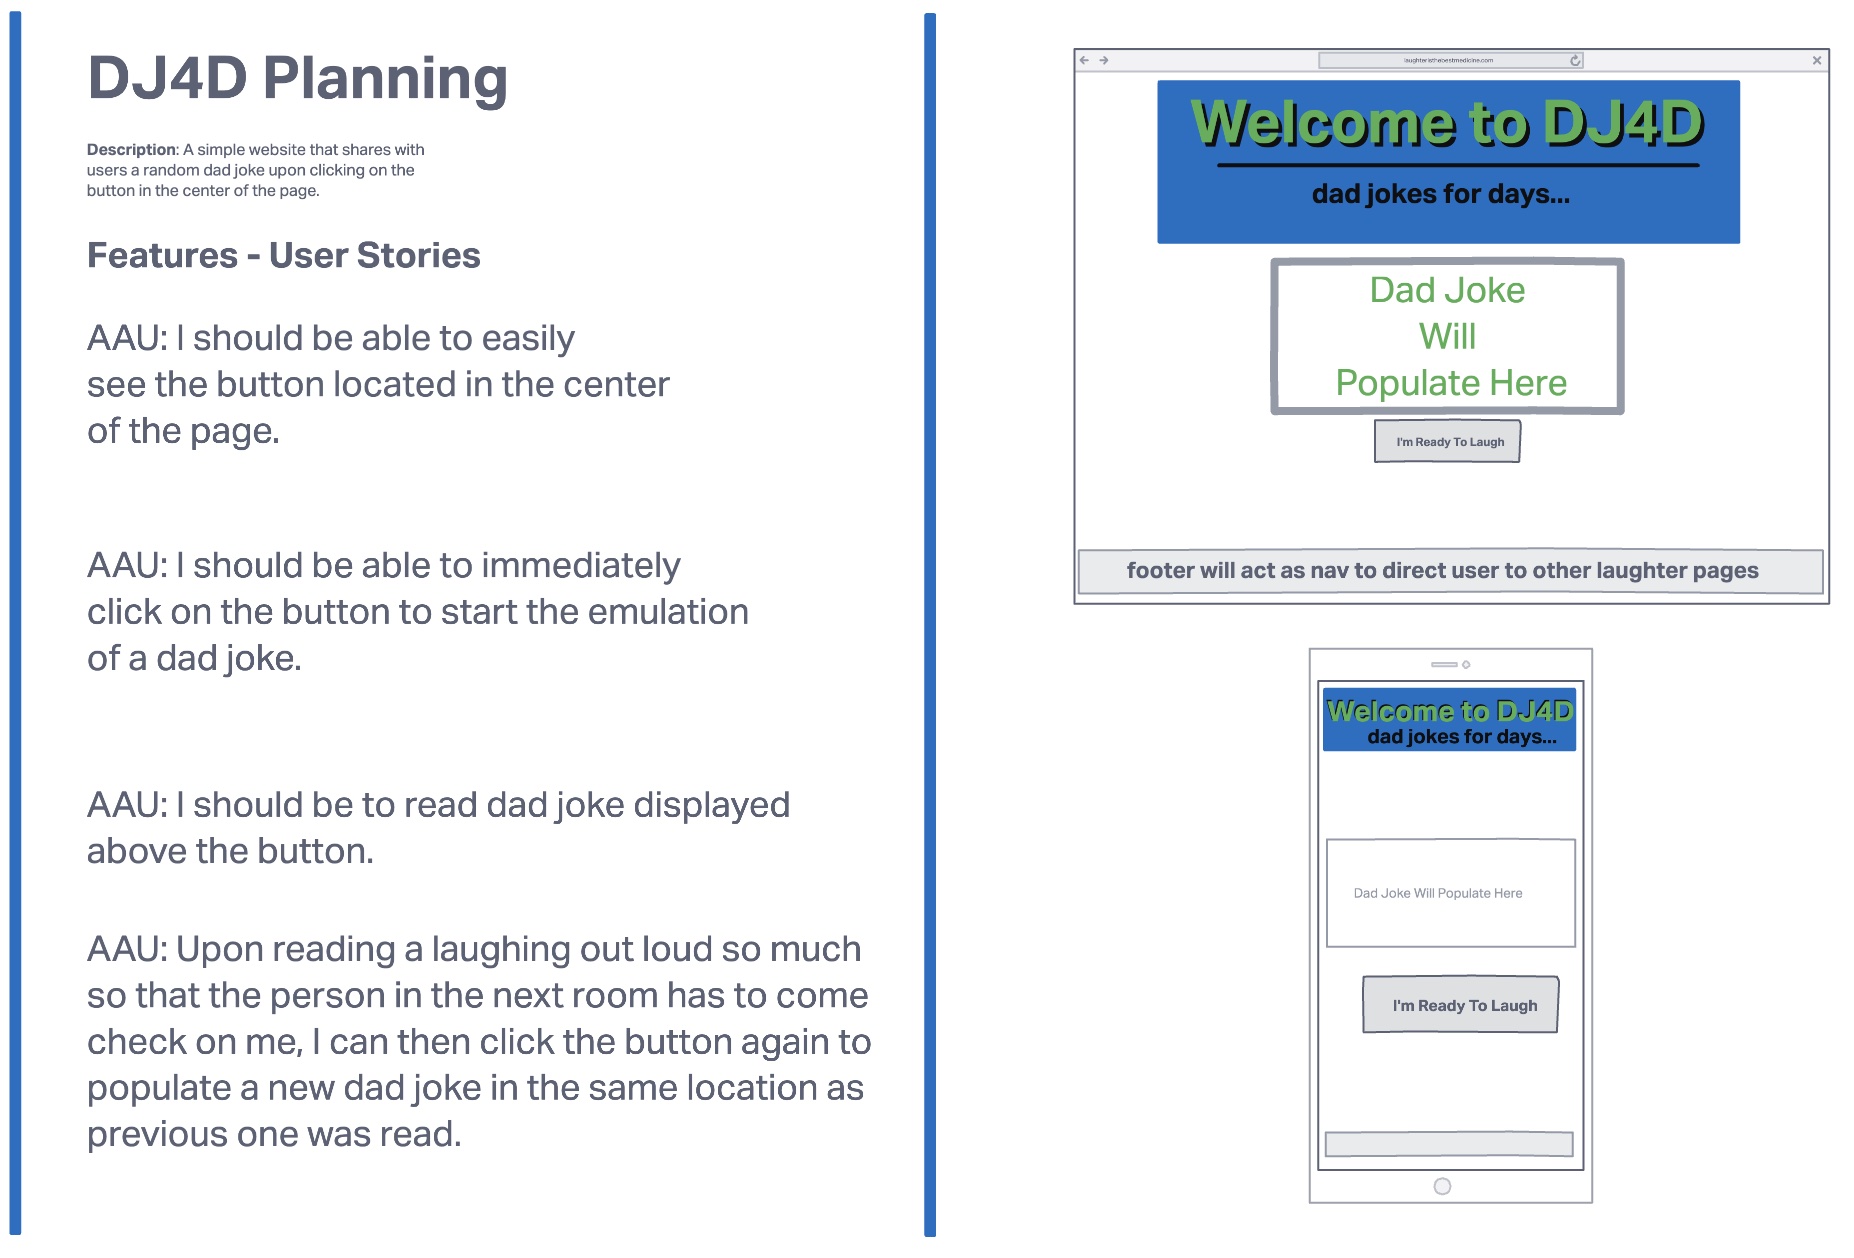 DJ4D Planning
Description: A simple website that shares with
users a random dad joke upon clicking on the
button in the center of the page.
Features - User Stories
AAU: I should be able to easily
see the button located in the center
of the page.
AAU: I should be able to immediately
click on the button to start the emulation
of a dad joke.
AAU: I should be to read dad joke displayed
above the button.
AAU: Upon reading a laughing out loud so much
so that the person in the next room has to come
check on me, I can then click the button again to
populate a new dad joke in the same location as
previous one was read.
laughteristhebestmedicine.com
Welcome to DJ4D
dad jokes for days...
Dad Joke
Will
Populate Here
I'm Ready To Laugh
footer will act as nav to direct user to other laughter pages
Welcome to DJ4D
dad jokes for days...
Dad Joke Will Populate Here
I'm Ready To Laugh